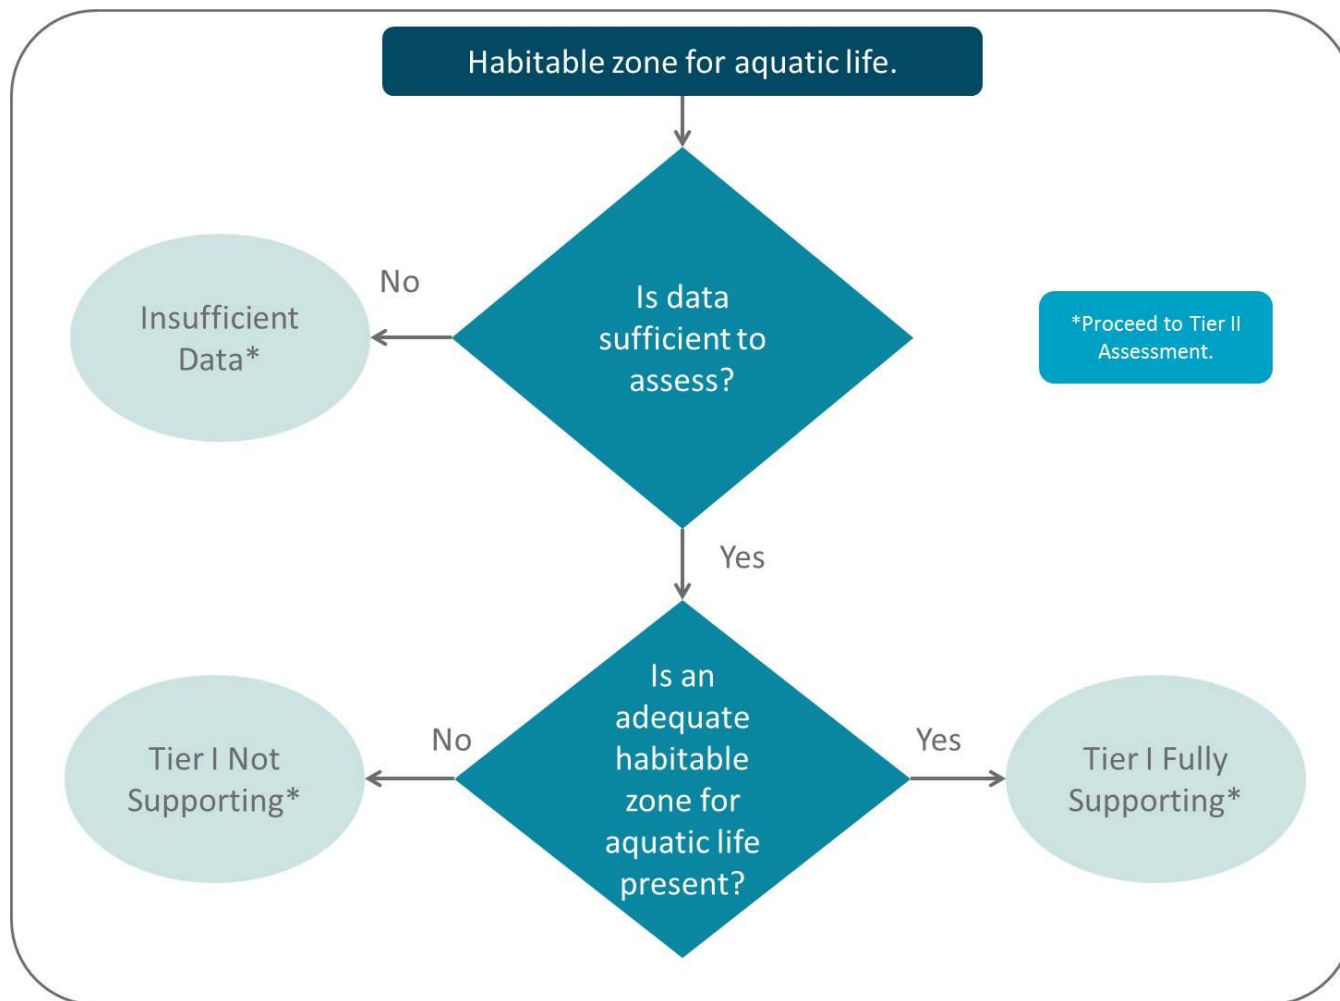 Habitable zone for aquatic life.
No
Insufficient
Data*
Is data
sufficient to
assess?
*Proceed to Tier II
Assessment.
Yes
Is an
adequate
habitable
zone for
aquatic life
present?
No
Tier I Not
Supporting*
Yes
Tier I Fully
Supporting*